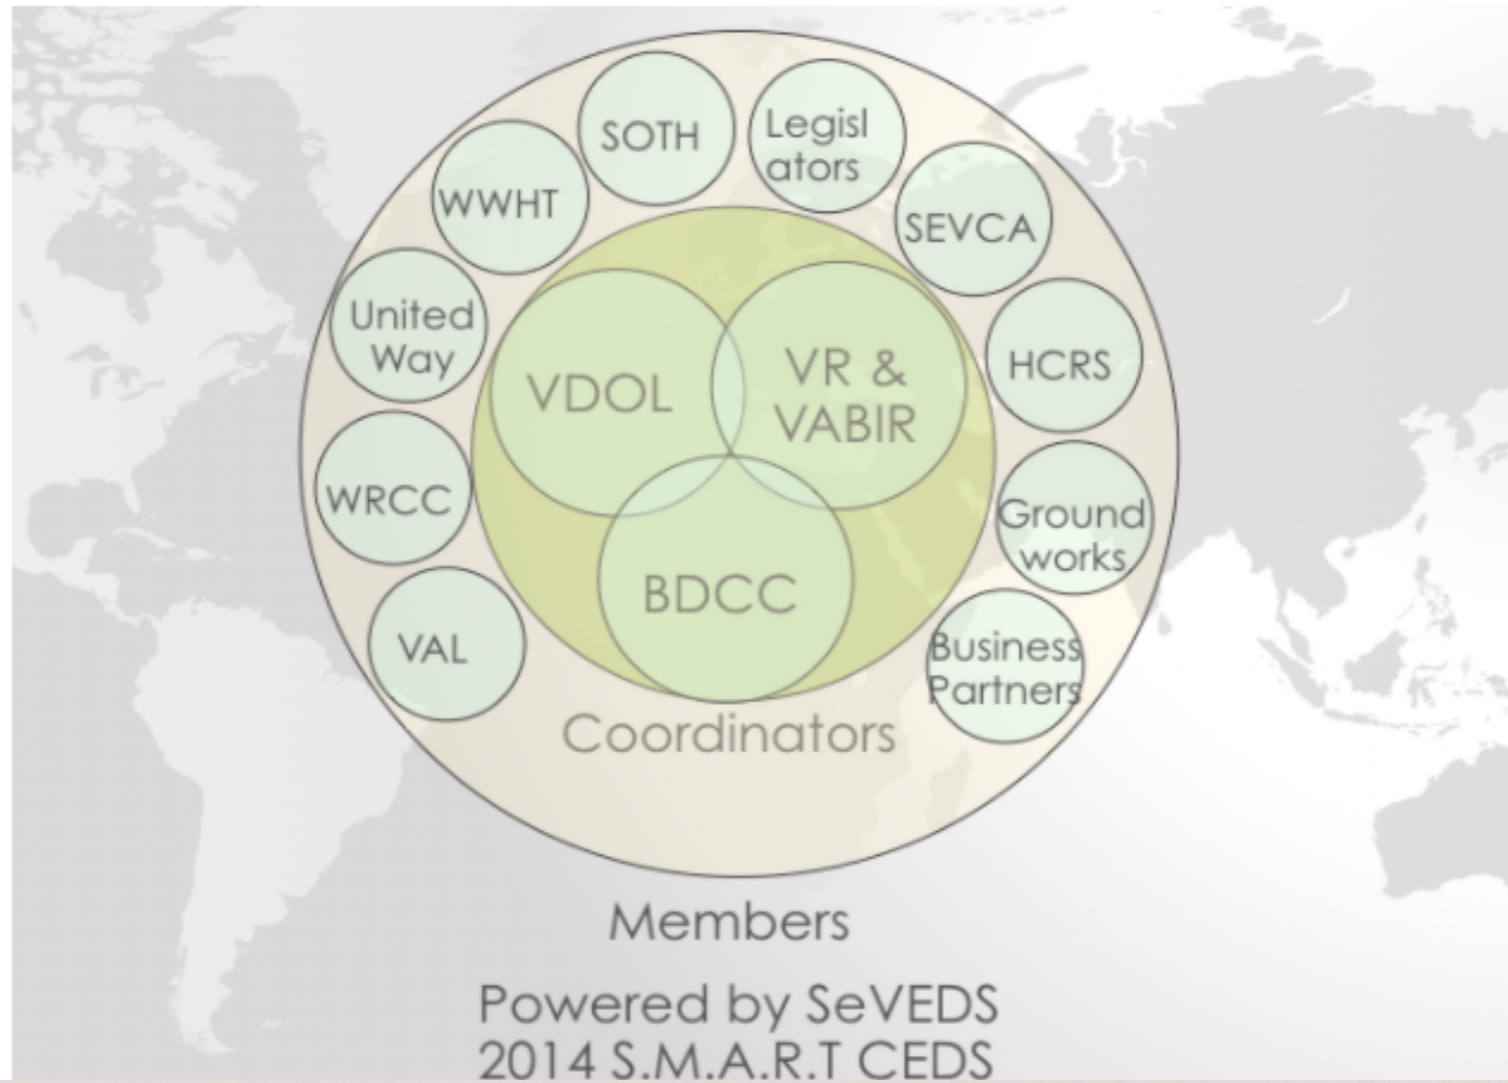 SOTH
Legisl
ators
WWHT
SEVCA
United
Way
HCRS
VDOL
VR &
VABIR
WRCC
Ground
works
BDCC
VAL
Business
Partners
Coordinators
Members
Powered by SeVEDS
2014 S.M.A.R.T CEDS